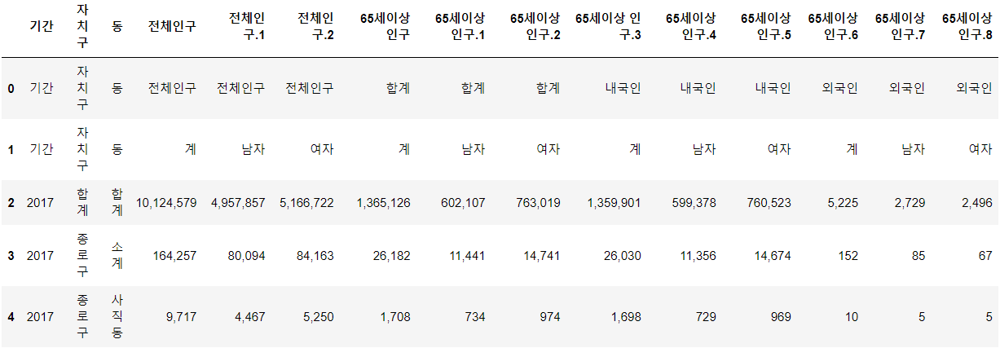 기간 자치구 동 전체인구 전체인구.1 전체인구.2 65세이상 인구 65세이상 인구.1 65세이상 인구.2 65세이상 인구.3 65세이상 인구.4 65세이상 인구.5 65세이상 인구.6 65세이상 인구.7 65세이상 인구.8
0 기간 자치구 동 전체인구 전체인구 전체인구 합계 합계 합계 내국인 내국인 내국인 외국인 외국인 외국인
1 기간 자치구 동 계 남자 여자 계 남자 여자 계 남자 여자 계 남자 여자
2 2017 합계 합계 10,124,579 4,957,857 5,166,722 1,365,126 602,107 763,019 1,359,901 599,378 760,523 5,225 2,729 2,496
3 2017 종로구 소계 164,257 80,094 84,163 26,182 11,441 14,741 26,030 11,356 14,674 152 85 67
4 2017 종로구 사직동 9,717 4,467 5,250 1,708 734 974 1,698 729 969 10 5 5